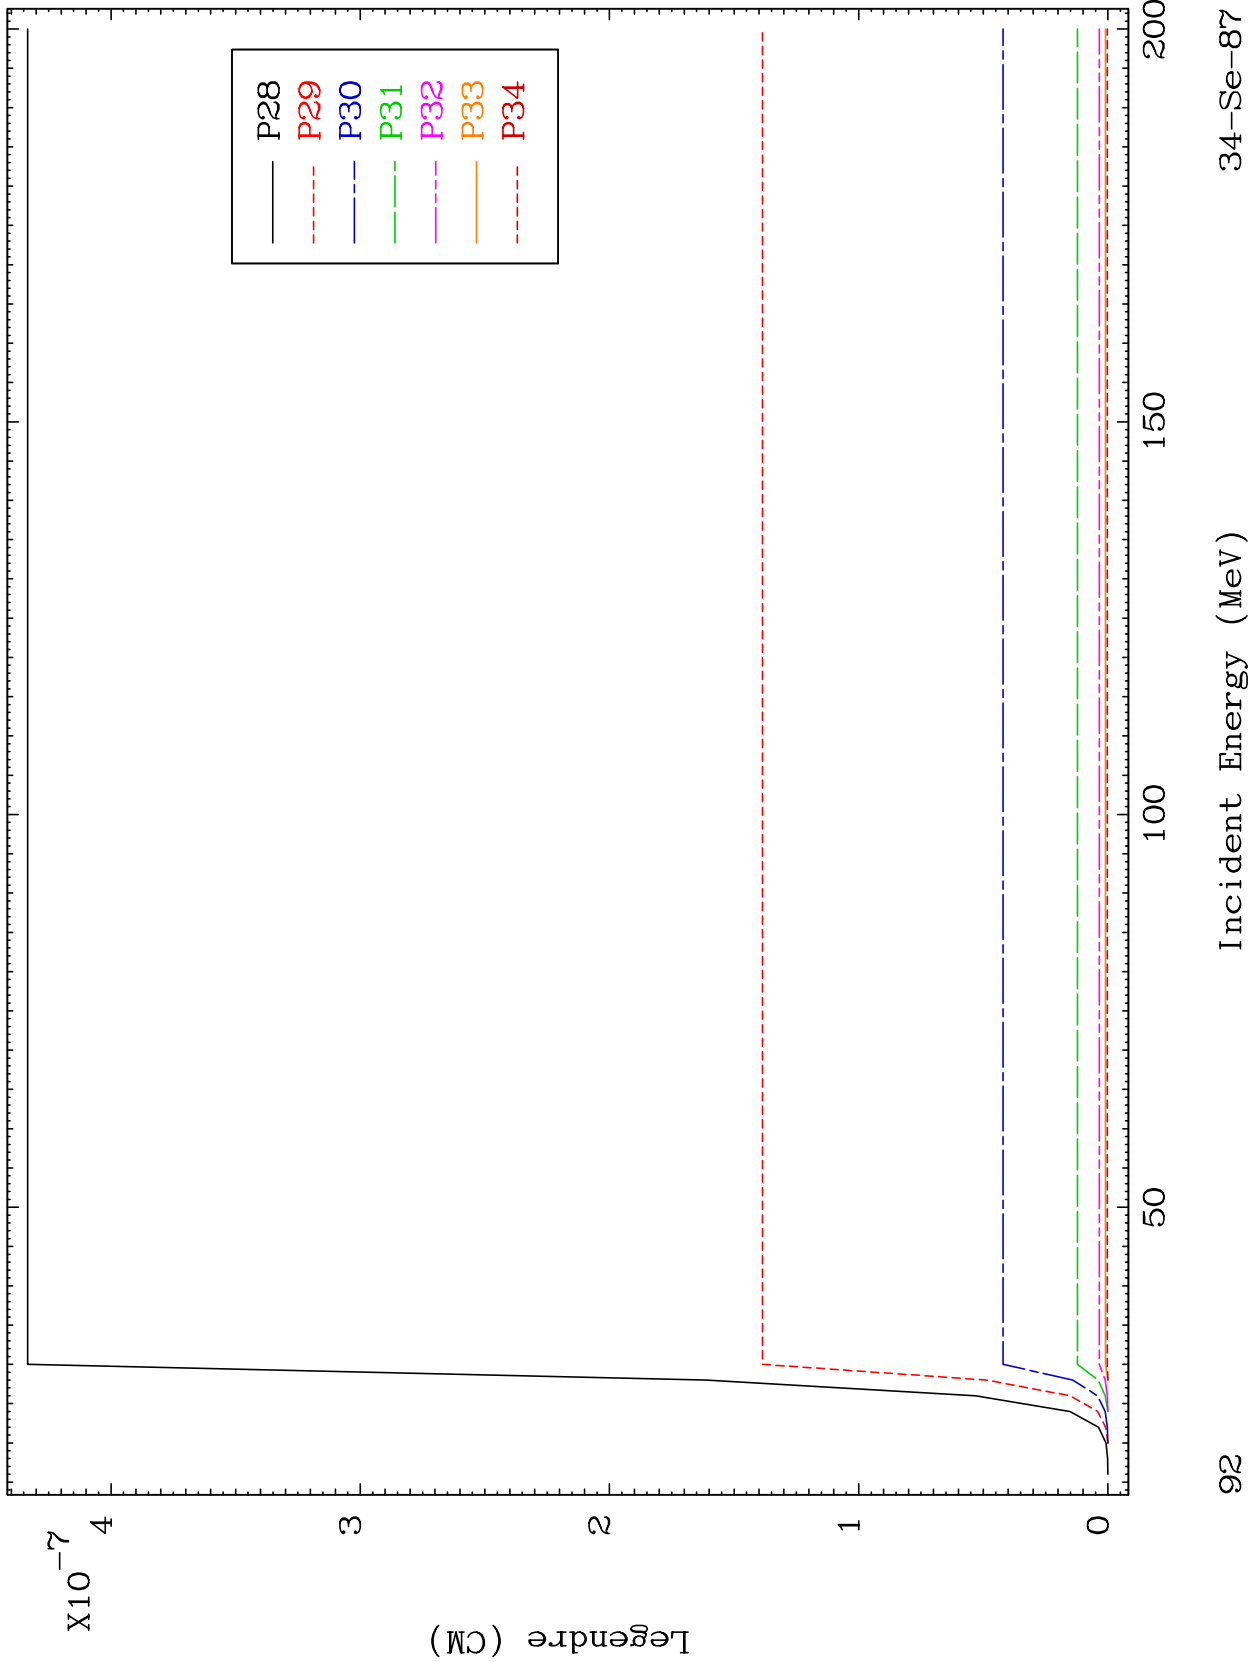 X10-7
4
3
2
1
0
Legendre (CM)
P28
P29
P30
P31
P32
P33
P34
50
100
150
200
Incident Energy (MeV)
92
34-Se-87